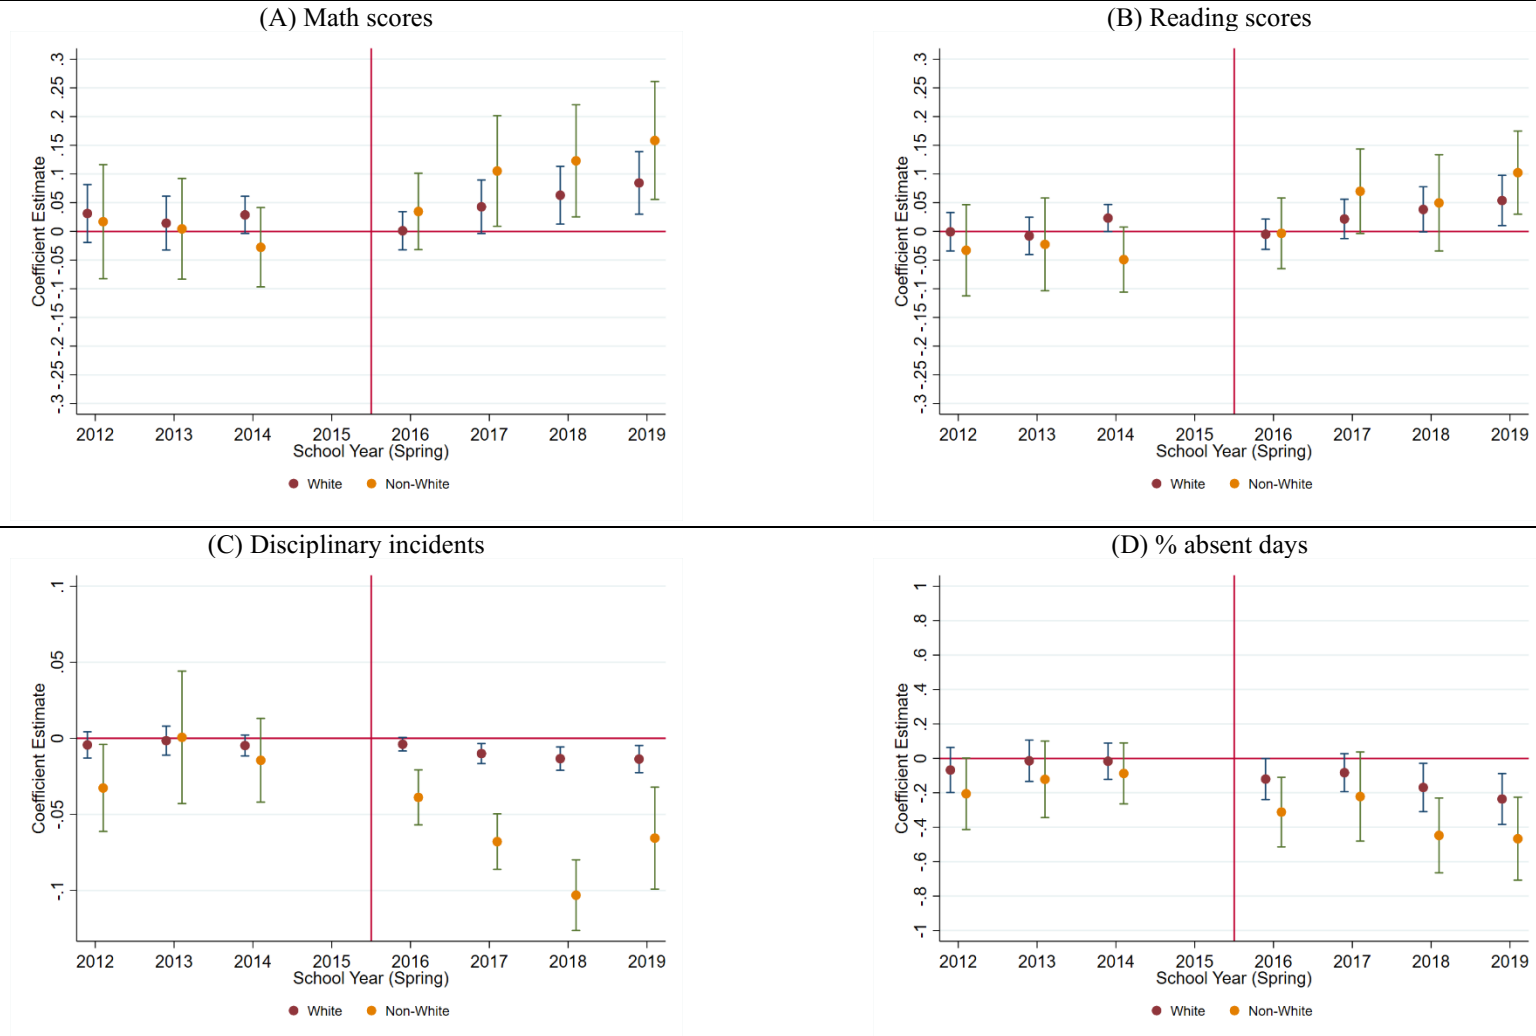 (A) Math scores
(B) Reading scores
Coefficient Estimate
.3
.25
.2
.15
.1
.05
0
-.05
-.1
-.15
-.2
-.25
-.3
2012 2013 2014 2015 2016 2017 2018 2019
School Year (Spring)
White Non-White
Coefficient Estimate
.3
.25
.2
.15
.1
.05
0
-.05
-.1
-.15
-.2
-.25
-.3
2012 2013 2014 2015 2016 2017 2018 2019
School Year (Spring)
White Non-White
(C) Disciplinary incidents
(D) % absent days
Coefficient Estimate
.1
.05
0
-.05
-.1
2012 2013 2014 2015 2016 2017 2018 2019
School Year (Spring)
White Non-White
Coefficient Estimate
1
.8
.6
.4
.2
0
-.2
-.4
-.6
-.8
-1
2012 2013 2014 2015 2016 2017 2018 2019
School Year (Spring)
White Non-White